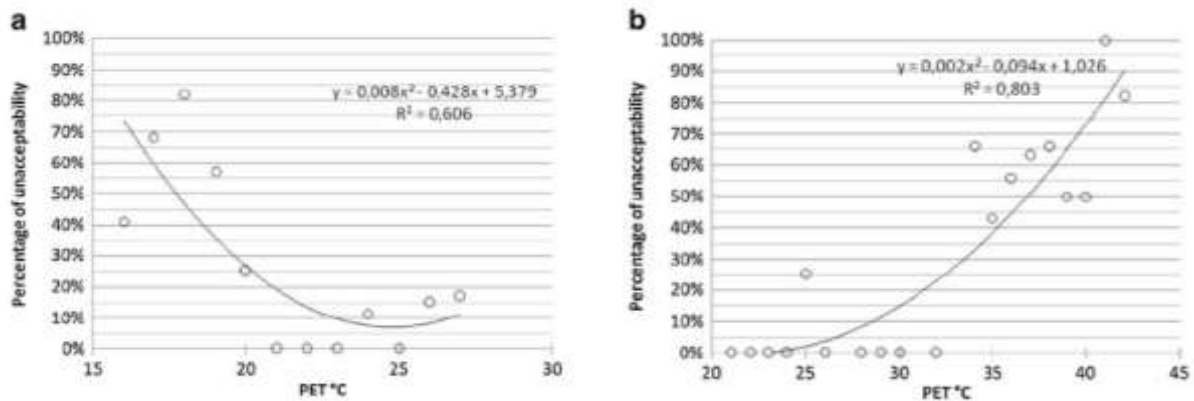 a
100%
90%
80%
70%
60%
50%
40%
30%
20%
10%
0%
Percentage of unacceptability
y = 0,008x² - 0,428x + 5,379
R² = 0,606
15 20 25 30
PET °C
b
100%
90%
80%
70%
60%
50%
40%
30%
20%
10%
0%
Percentage of unacceptability
y = 0,002x² - 0,094x + 1,026
R² = 0,803
20 25 30 35 40 45
PET °C